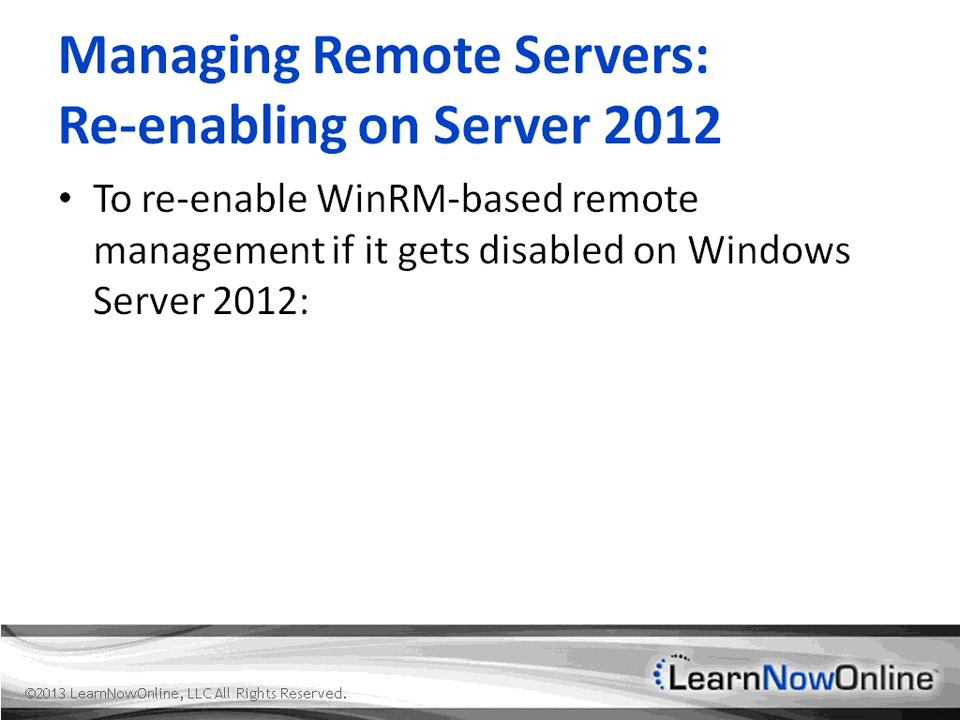 Managing Remote Servers:
Re-enabling on Server 2012
• To re-enable WinRM-based remote
management if it gets disabled on Windows
Server 2012:
©2013 LearnNowOnline, LLC All Rights Reserved.
LearnNowOnline